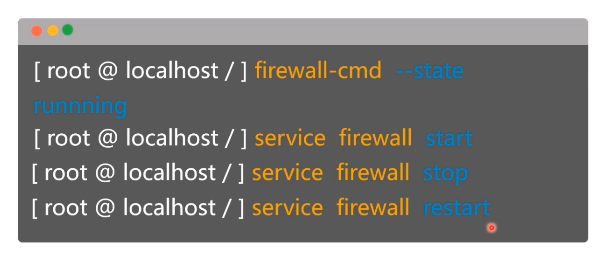 [ root @ localhost / ] firewall-cmd --state
runnning
[ root @ localhost / ] service firewall start
[ root @ localhost / ] service firewall stop
[ root @ localhost / ] service firewall restart